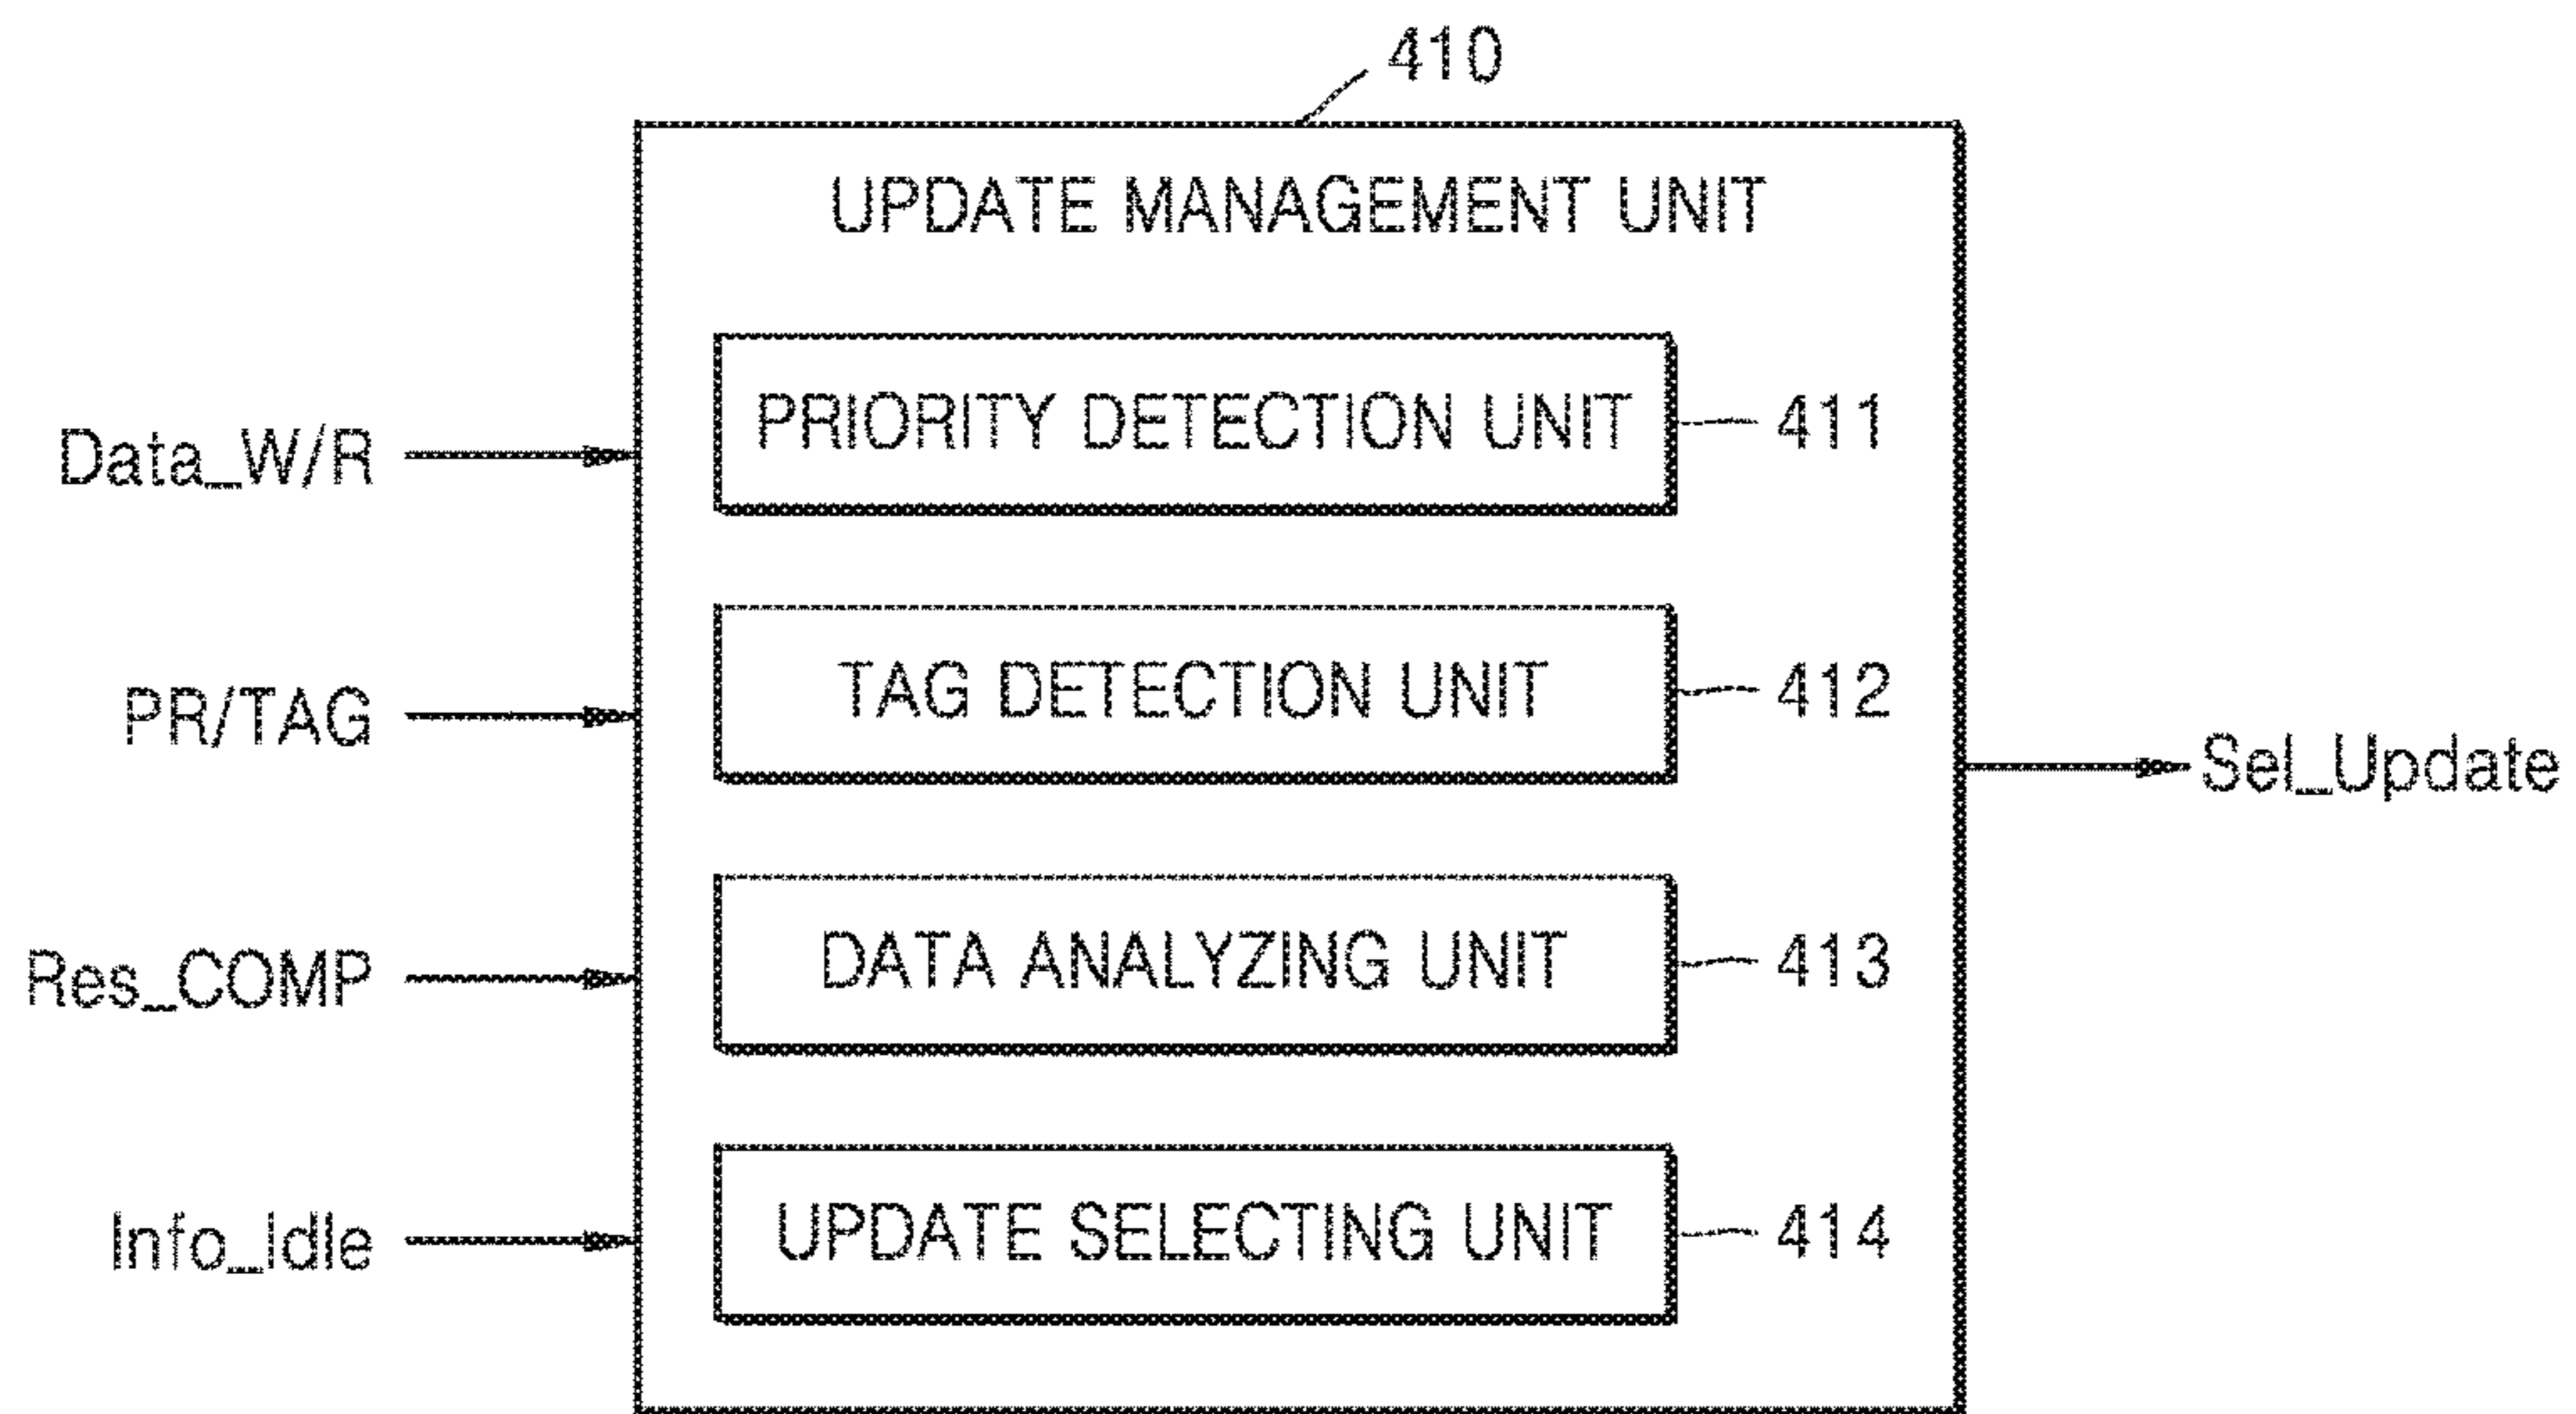 410
UPDATE MANAGEMENT UNIT
Data_W/R
PRIORITY DETECTION UNIT
411
PR/TAG
TAG DETECTION UNIT
412
Sel_Update
Res_COMP
DATA ANALYZING UNIT
413
Info_Idle
UPDATE SELECTING UNIT
414